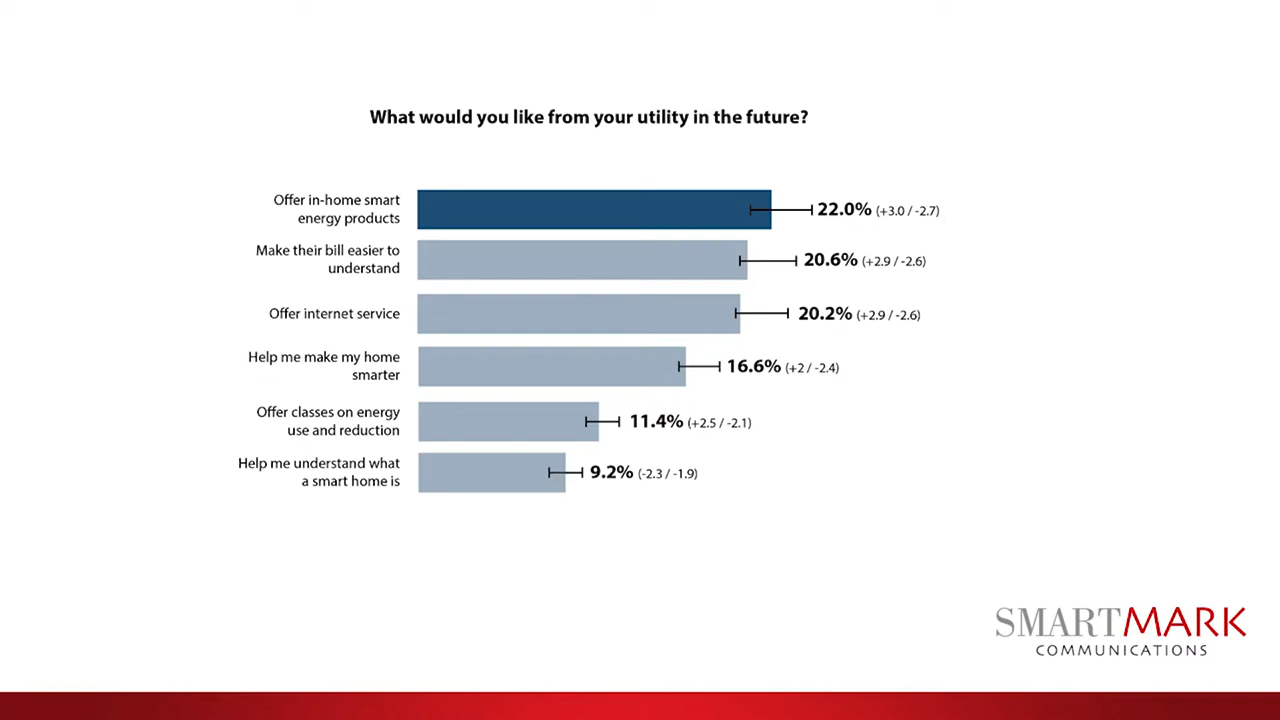 What would you like from your utility in the future?
Offer in-home smart
energy products
22.0% (+3.0 / -2.7)
Make their bill easier to
understand
20.6% (+2.9 / -2.6)
Offer internet service
20.2% (+2.9 / -2.6)
Help me make my home
smarter
16.6% (+2 / -2.4)
Offer classes on energy
use and reduction
11.4% (+2.5 / -2.1)
Help me understand what
a smart home is
9.2% (-2.3 / -1.9)
SMARTMARK
COMMUNICATIONS